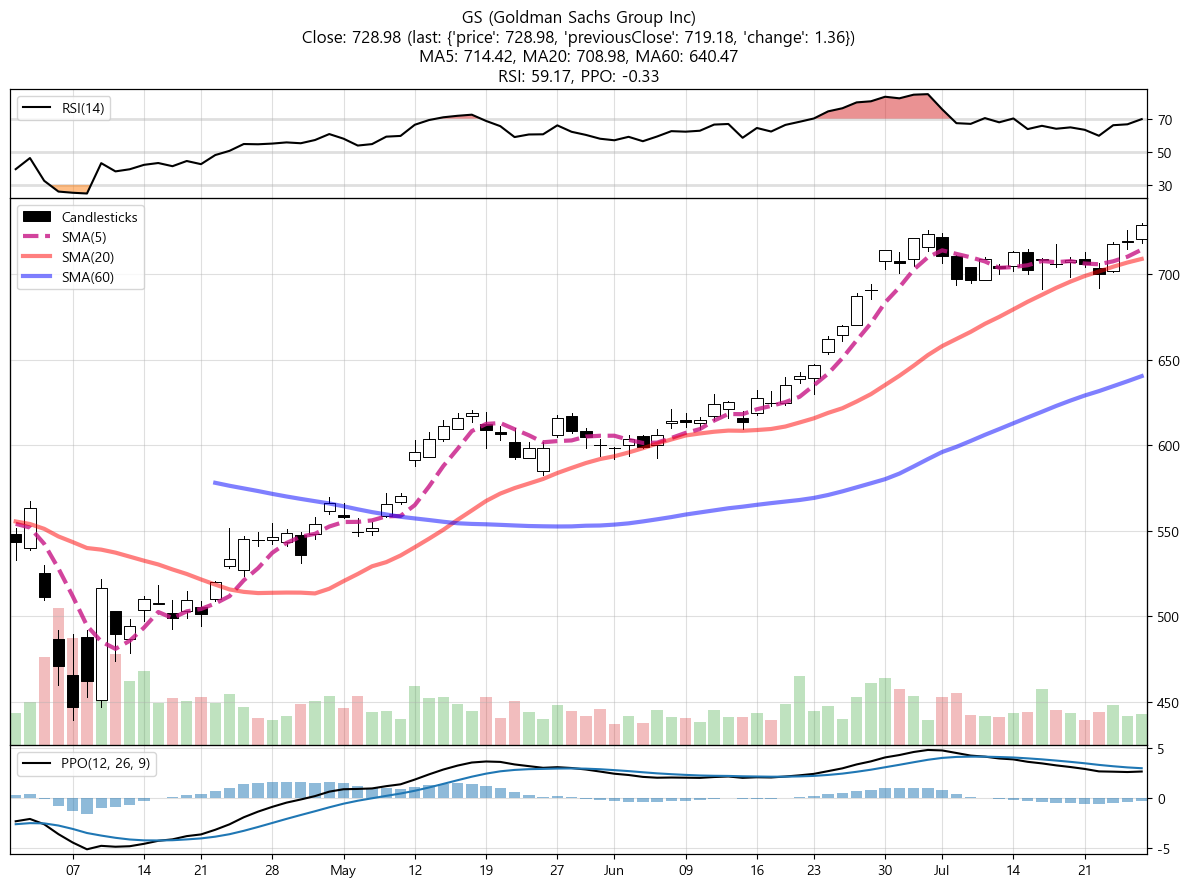 GS (Goldman Sachs Group Inc)
Close: 728.98 (last: {'price': 728.98, 'previousClose': 719.18, 'change': 1.36})
MA5: 714.42, MA20: 708.98, MA60: 640.47
RSI: 59.17, PPO: -0.33
RSI(14)
70
50
30
Candlesticks
SMA(5)
SMA(20)
SMA(60)
700
650
600
550
500
450
PPO(12, 26, 9)
5
0
-5
07 14 21 28 May 12 19 27 Jun 09 16 23 30 Jul 14 21